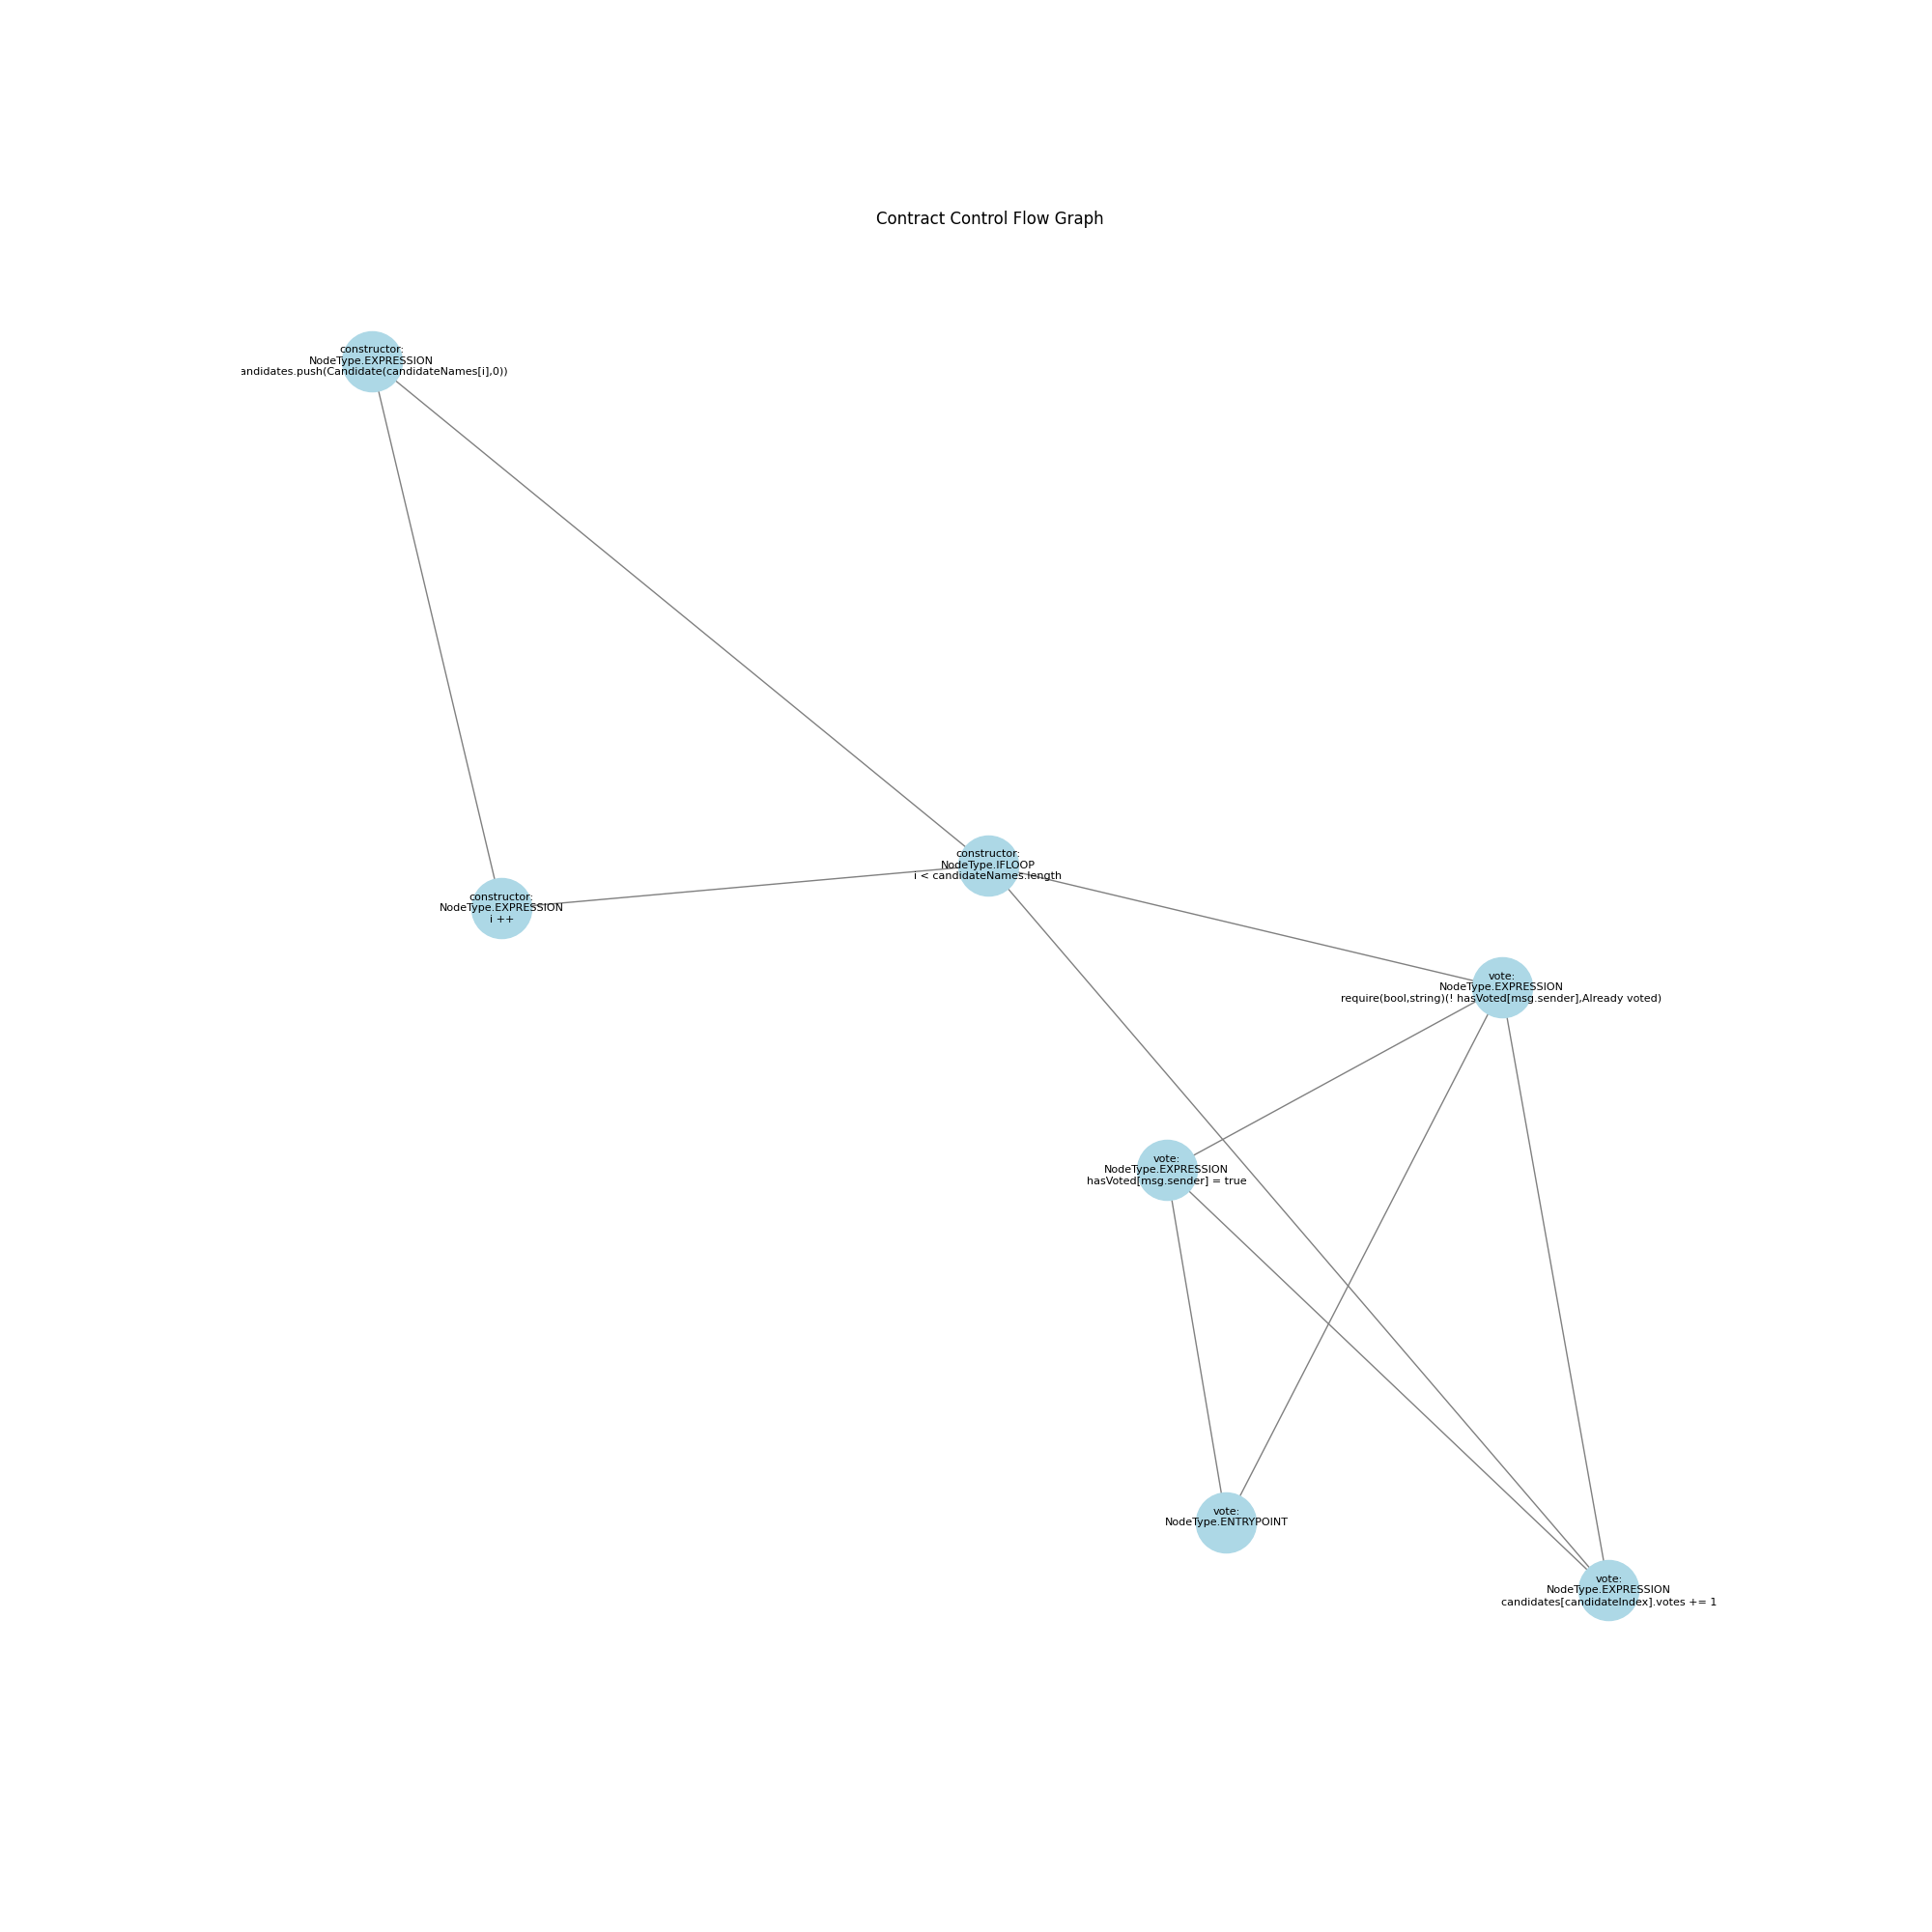 Contract Control Flow Graph
constructor:
NodeType.EXPRESSION
andidates.push(Candidate(candidateNames[i],0))
constructor:
NodeType.IFLOOP
i < candidateNames.length
constructor:
NodeType.EXPRESSION
i ++
vote:
NodeType.EXPRESSION
require(bool,string)(! hasVoted[msg.sender],Already voted)
vote:
NodeType.EXPRESSION
hasVoted[msg.sender] = true
vote:
NodeType.ENTRYPOINT
vote:
NodeType.EXPRESSION
candidates[candidateIndex].votes += 1